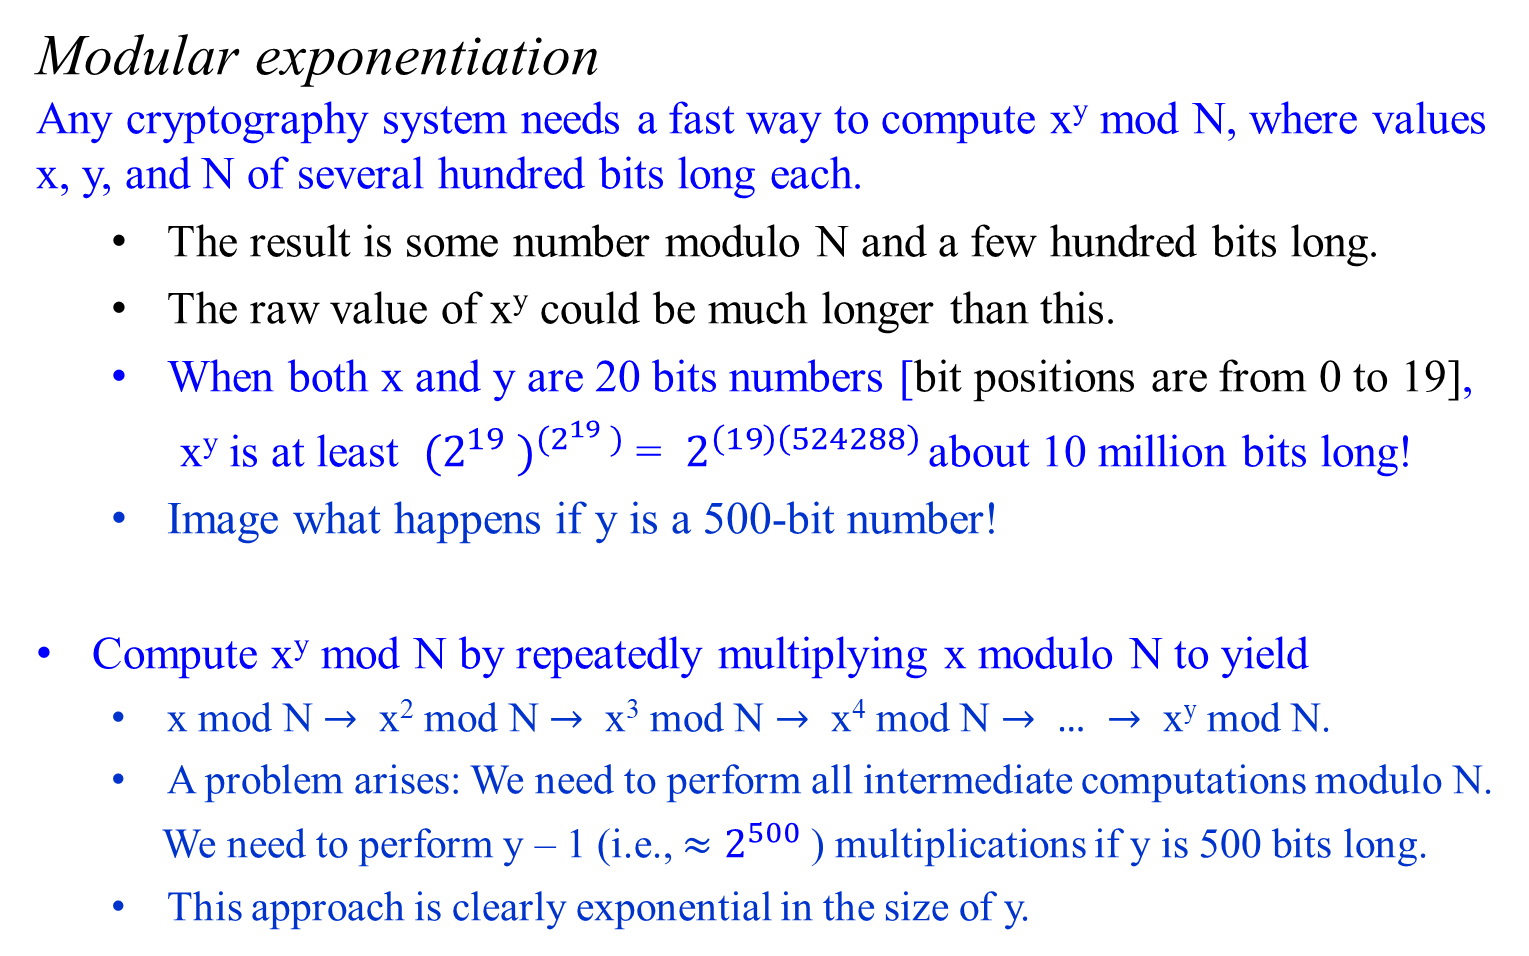 Modular exponentiation
Any cryptography system needs a fast way to compute xʸ mod N, where values
x, y, and N of several hundred bits long each.
• The result is some number modulo N and a few hundred bits long.
• The raw value of xʸ could be much longer than this.
• When both x and y are 20 bits numbers [bit positions are from 0 to 19],
xʸ is at least (2¹⁹ )^(2¹⁹ ) = 2^(19)(524288) about 10 million bits long!
• Image what happens if y is a 500-bit number!
• Compute xʸ mod N by repeatedly multiplying x modulo N to yield
• x mod N → x² mod N → x³ mod N → x⁴ mod N → ... → xʸ mod N.
• A problem arises: We need to perform all intermediate computations modulo N.
We need to perform y – 1 (i.e., ≈ 2⁵⁰⁰ ) multiplications if y is 500 bits long.
• This approach is clearly exponential in the size of y.